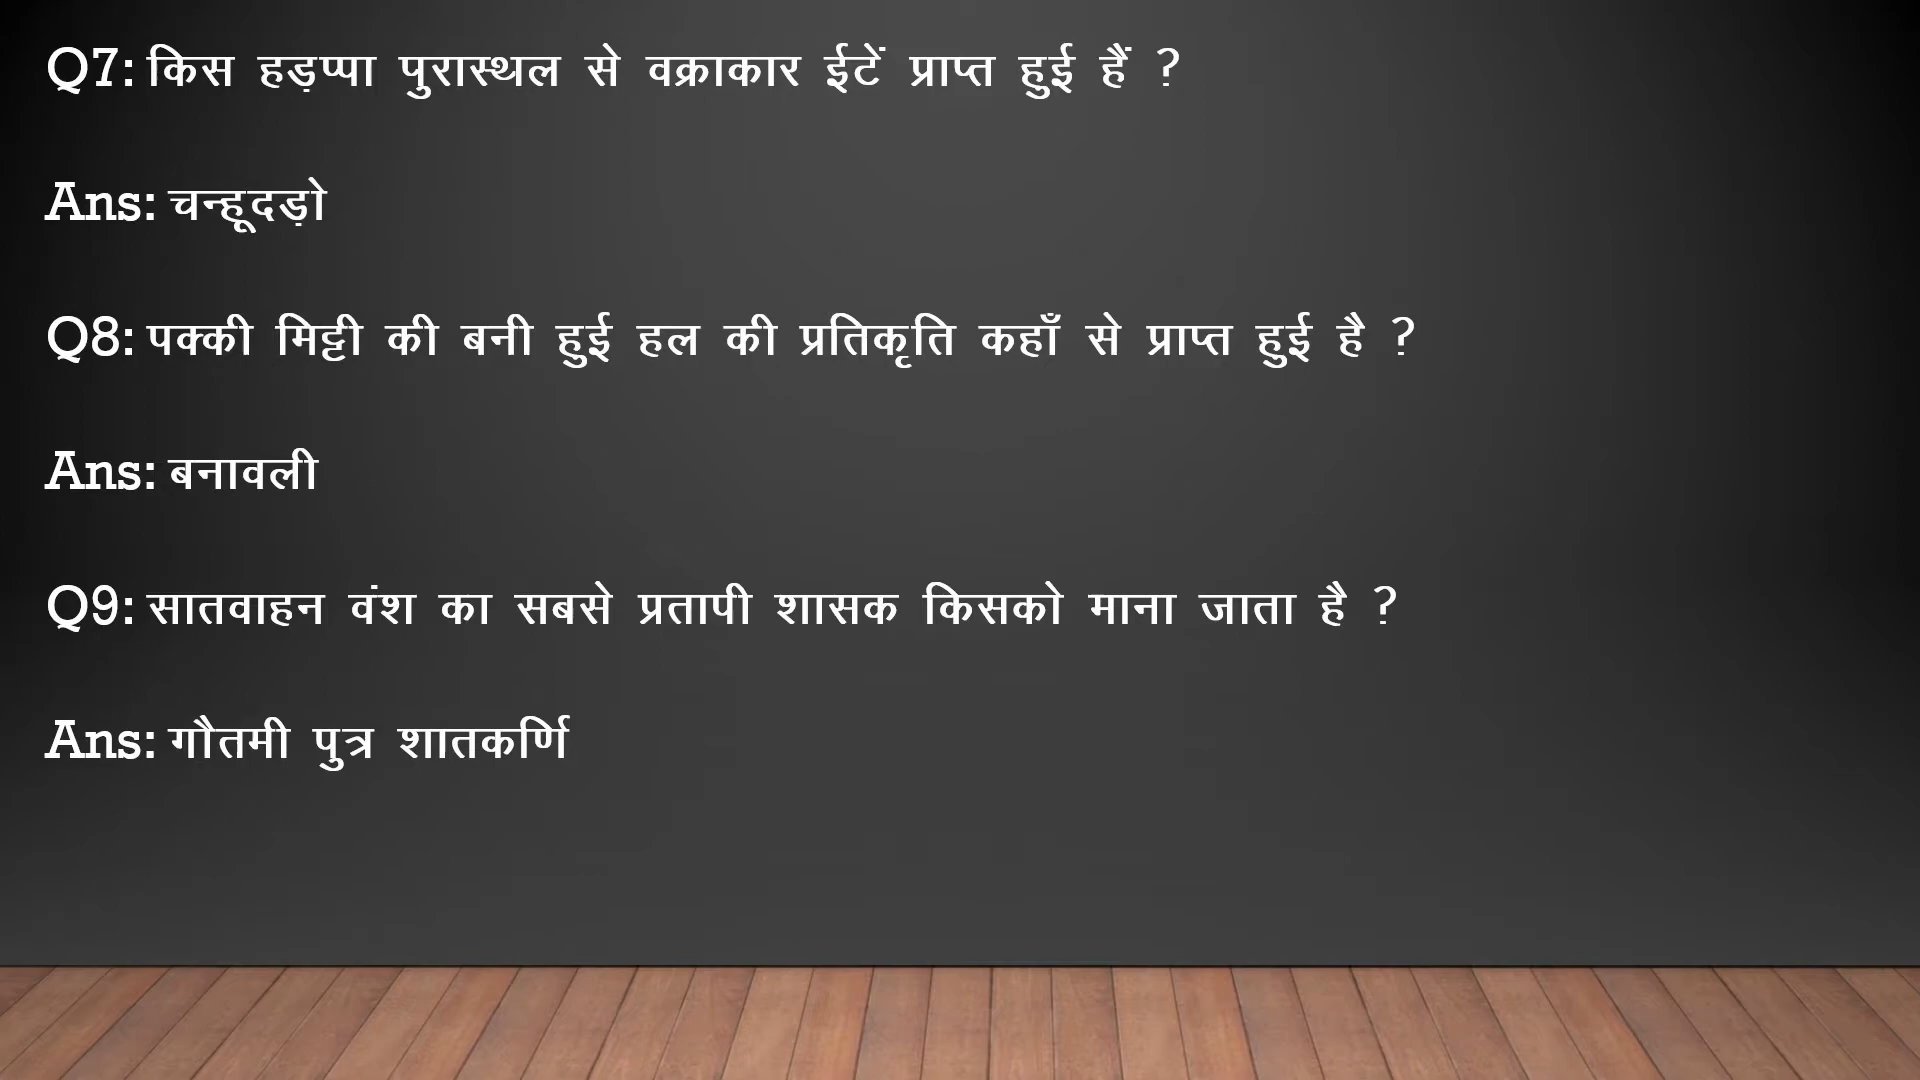 Q7: किस हड़प्पा पुरास्थल से वक्राकार ईटें प्राप्त हुई हैं ?
Ans: चन्हूदड़ो
Q8: पक्की मिट्टी की बनी हुई हल की प्रतिकृति कहाँ से प्राप्त हुई है ?
Ans: बनावली
Q9: सातवाहन वंश का सबसे प्रतापी शासक किसको माना जाता है ?
Ans: गौतमी पुत्र शातकर्णि